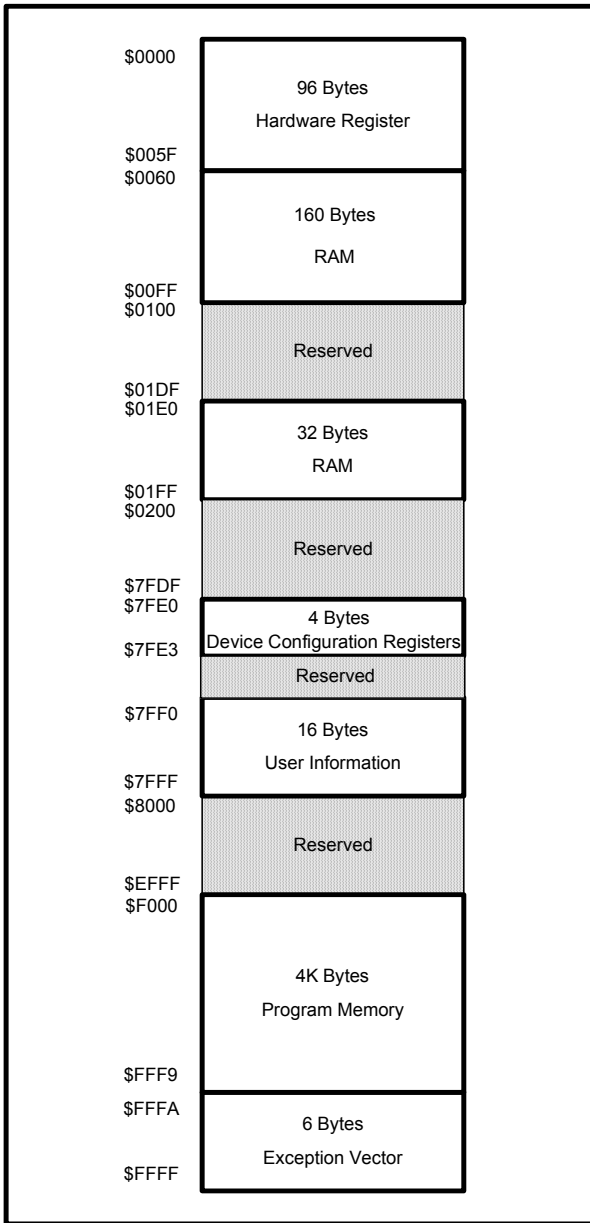 $0000
96 Bytes
Hardware Register
$005F
$0060
160 Bytes
RAM
$00FF
$0100
Reserved
$01DF
$01E0
32 Bytes
RAM
$01FF
$0200
Reserved
$7FDF
$7FE0
4 Bytes
Device Configuration Registers
$7FE3
Reserved
$7FF0
16 Bytes
User Information
$7FFF
$8000
Reserved
$EFFF
$F000
4K Bytes
Program Memory
$FFF9
$FFFA
6 Bytes
Exception Vector
$FFFF